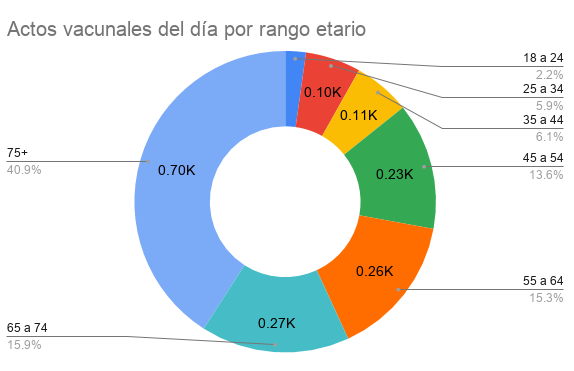 Actos vacunales del día por rango etario
18 a 24
2.2%
25 a 34
5.9%
35 a 44
6.1%
45 a 54
13.6%
55 a 64
15.3%
65 a 74
15.9%
75+
40.9%
0.10K
0.11K
0.23K
0.26K
0.27K
0.70K